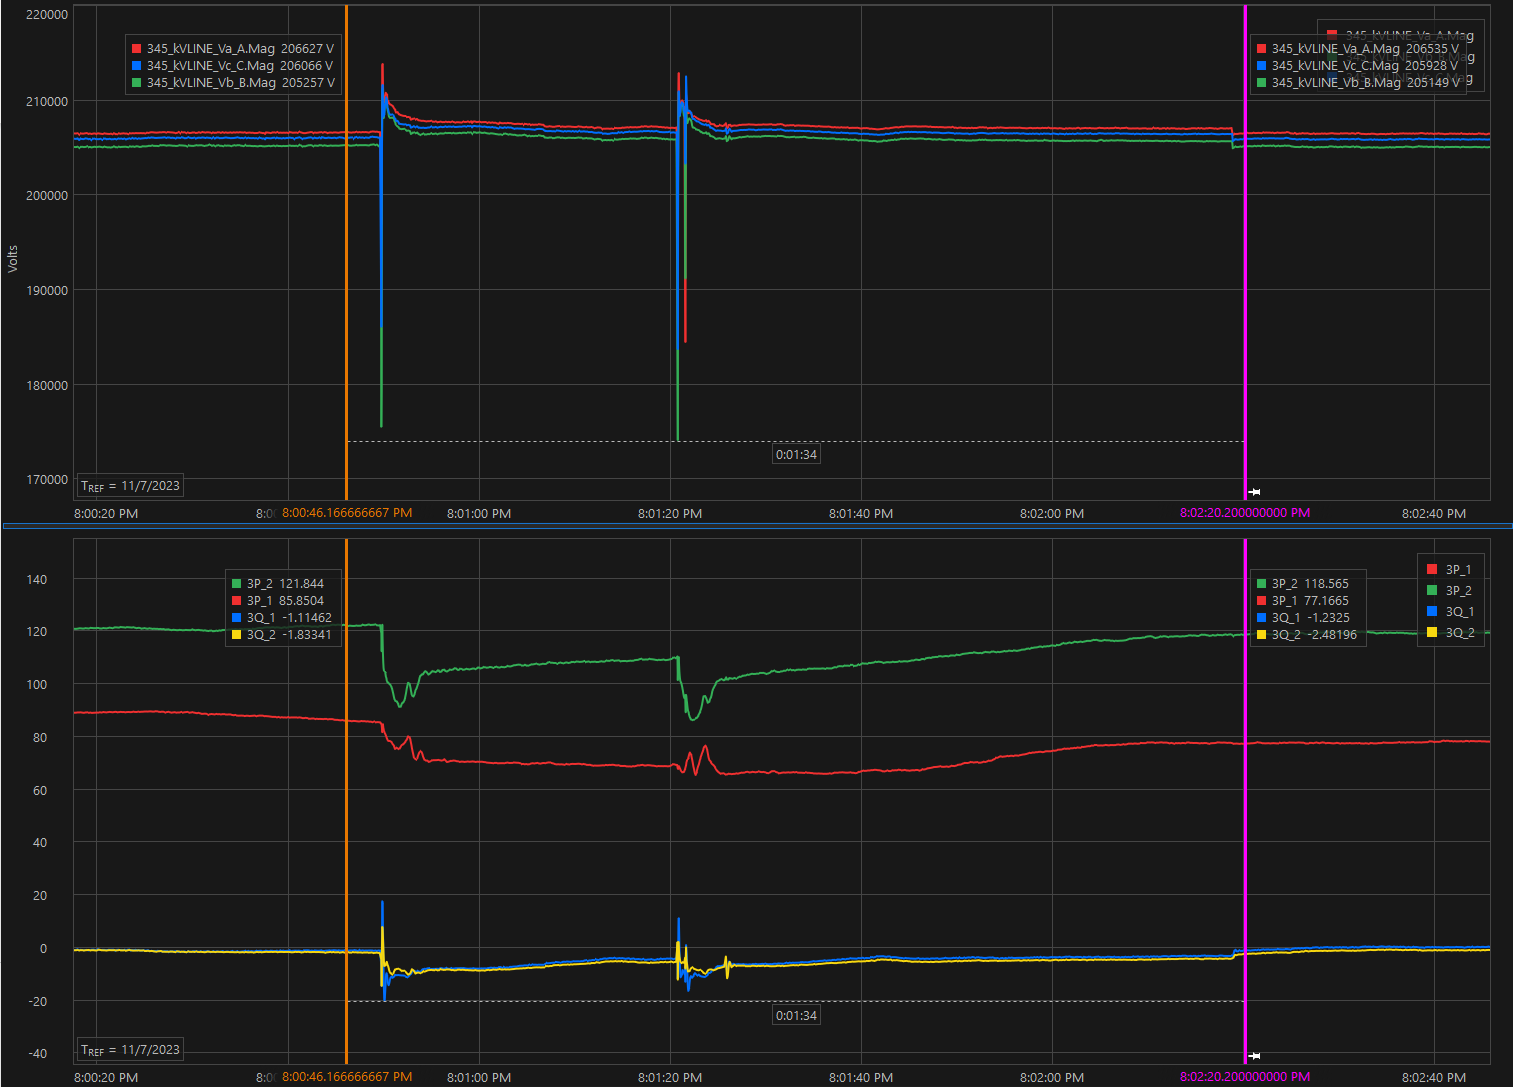 220000
210000
200000
190000
180000
170000
Volts
345_kVLINE_Va_A.Mag 206627 V
345_kVLINE_Vc_C.Mag 206066 V
345_kVLINE_Vb_B.Mag 205257 V
345_kVLINE_Va_A.Mag
345_kVLINE_Va_A.Mag 206535 V
345_kVLINE_Vc_C.Mag 205928 V
345_kVLINE_Vb_B.Mag 205149 V
0:01:34
TREF = 11/7/2023
8:00:20 PM 8:00:46.166666667 PM 8:01:00 PM 8:01:20 PM 8:01:40 PM 8:02:00 PM 8:02:20.200000000 PM 8:02:40 PM
140
120
100
80
60
40
20
0
-20
-40
3P_2 121.844
3P_1 85.8504
3Q_1 -1.11462
3Q_2 -1.83341
3P_2 118.565
3P_1 77.1665
3Q_1 -1.2325
3Q_2 -2.48196
3P_1
3P_2
3Q_1
3Q_2
0:01:34
TREF = 11/7/2023
8:00:20 PM 8:00:46.166666667 PM 8:01:00 PM 8:01:20 PM 8:01:40 PM 8:02:00 PM 8:02:20.200000000 PM 8:02:40 PM